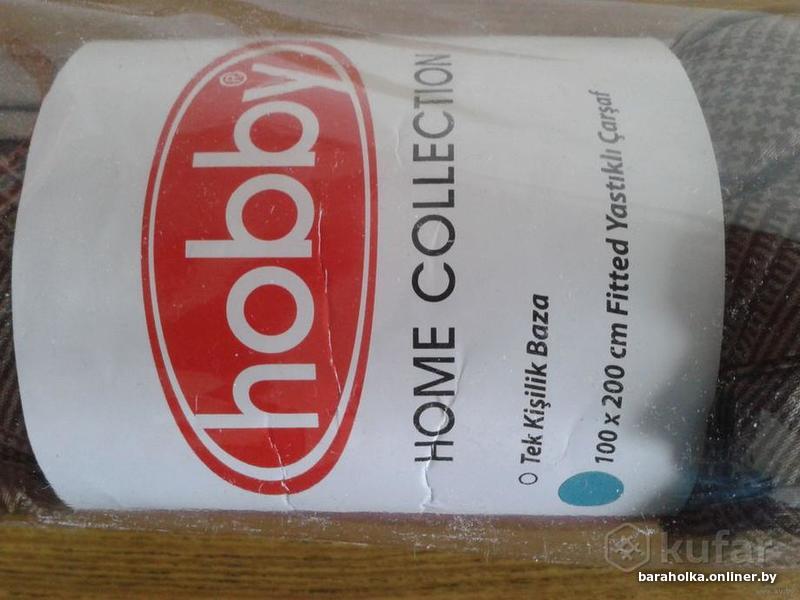 hobby®
HOME COLLECTION
Tek Kişilik Baza
100 x 200 cm Fitted Yastıklı Çarşaf
kufar
baraholka.onliner.by